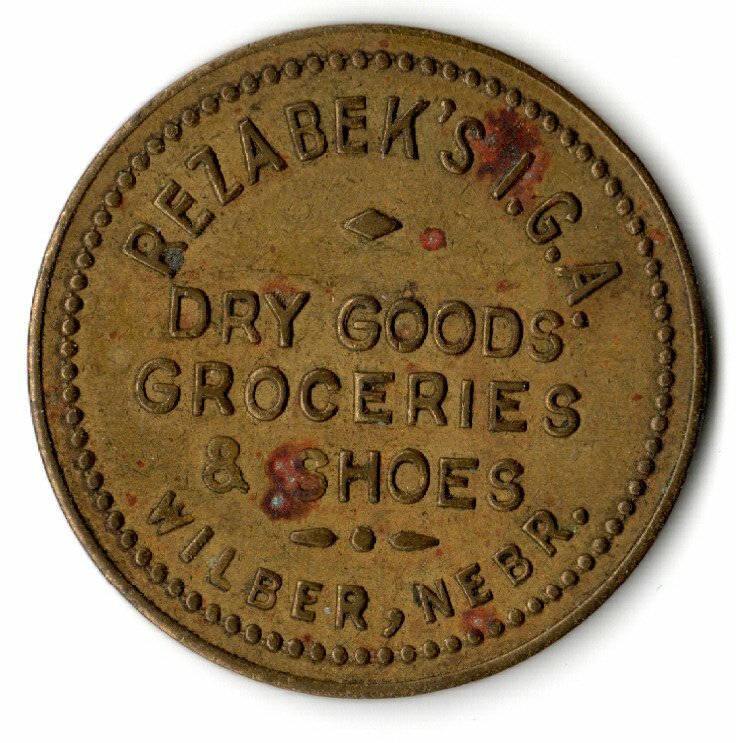 REZABEK'S I.G.A.
DRY GOODS
GROCERIES
& SHOES
WILBER, NEBR.